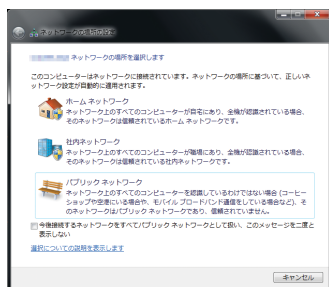 ネットワークの場所の設定
ネットワークの場所を選択します
このコンピューターはネットワークに接続されています。ネットワークの場所に基づいて、正しいネ
ットワーク設定が自動的に適用されます。
ホーム ネットワーク
ネットワーク上のすべてのコンピューターが自宅にあり、全機が認識されている場合、
そのネットワークは信頼されているホーム ネットワークです。
社内ネットワーク
ネットワーク上のすべてのコンピューターが職場にあり、全機が認識されている場合、
そのネットワークは信頼されている社内ネットワークです。
パブリック ネットワーク
ネットワーク上のすべてのコンピューターを認識しているわけではない場合 (コーヒー
ショップや空港にいる場合や、モバイル ブロードバンド通信をしている場合など)、そ
のネットワークはパブリック ネットワークであり、信頼されていません。
今後接続するネットワークをすべてパブリック ネットワークとして扱い、このメッセージを二度と
表示しない
選択についての説明を表示します
キャンセル